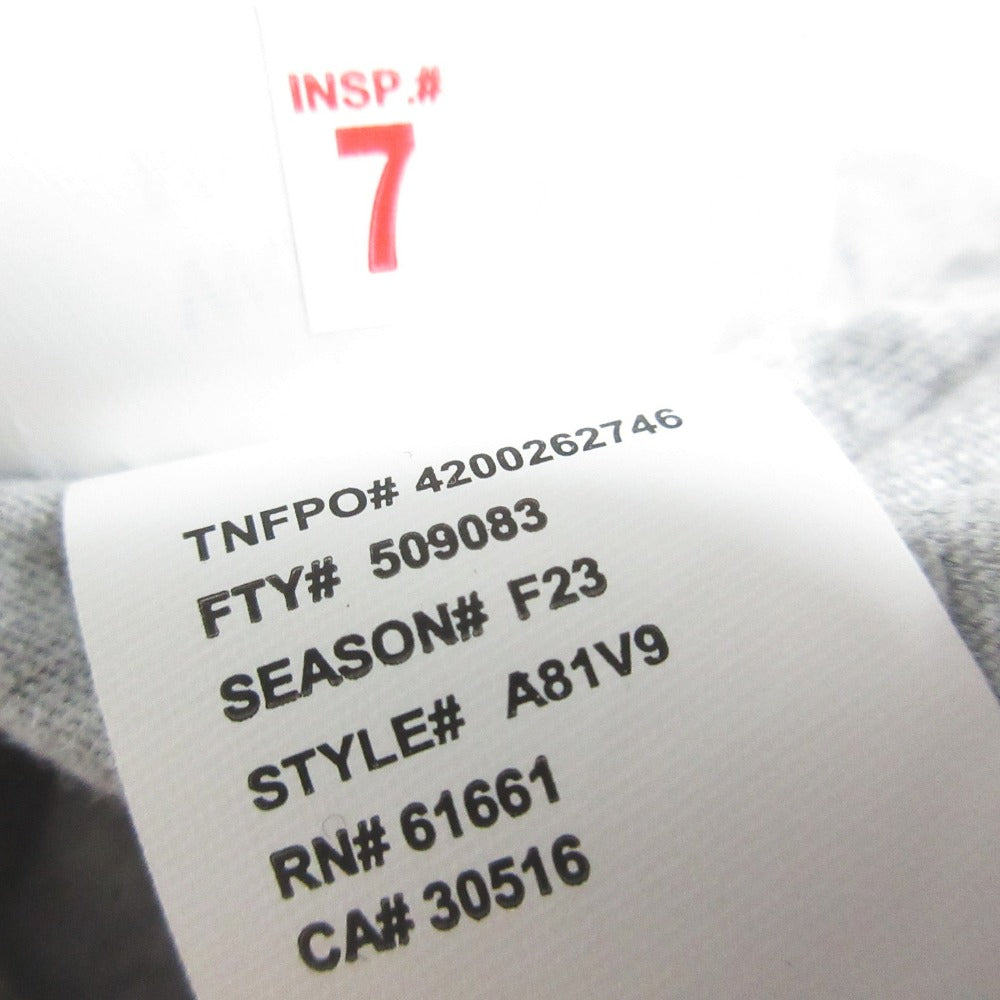 INSP.#
7
TNFPO# 4200262746
FTY# 509083
SEASON# F23
STYLE# A81V9
RN# 61661
CA# 30516